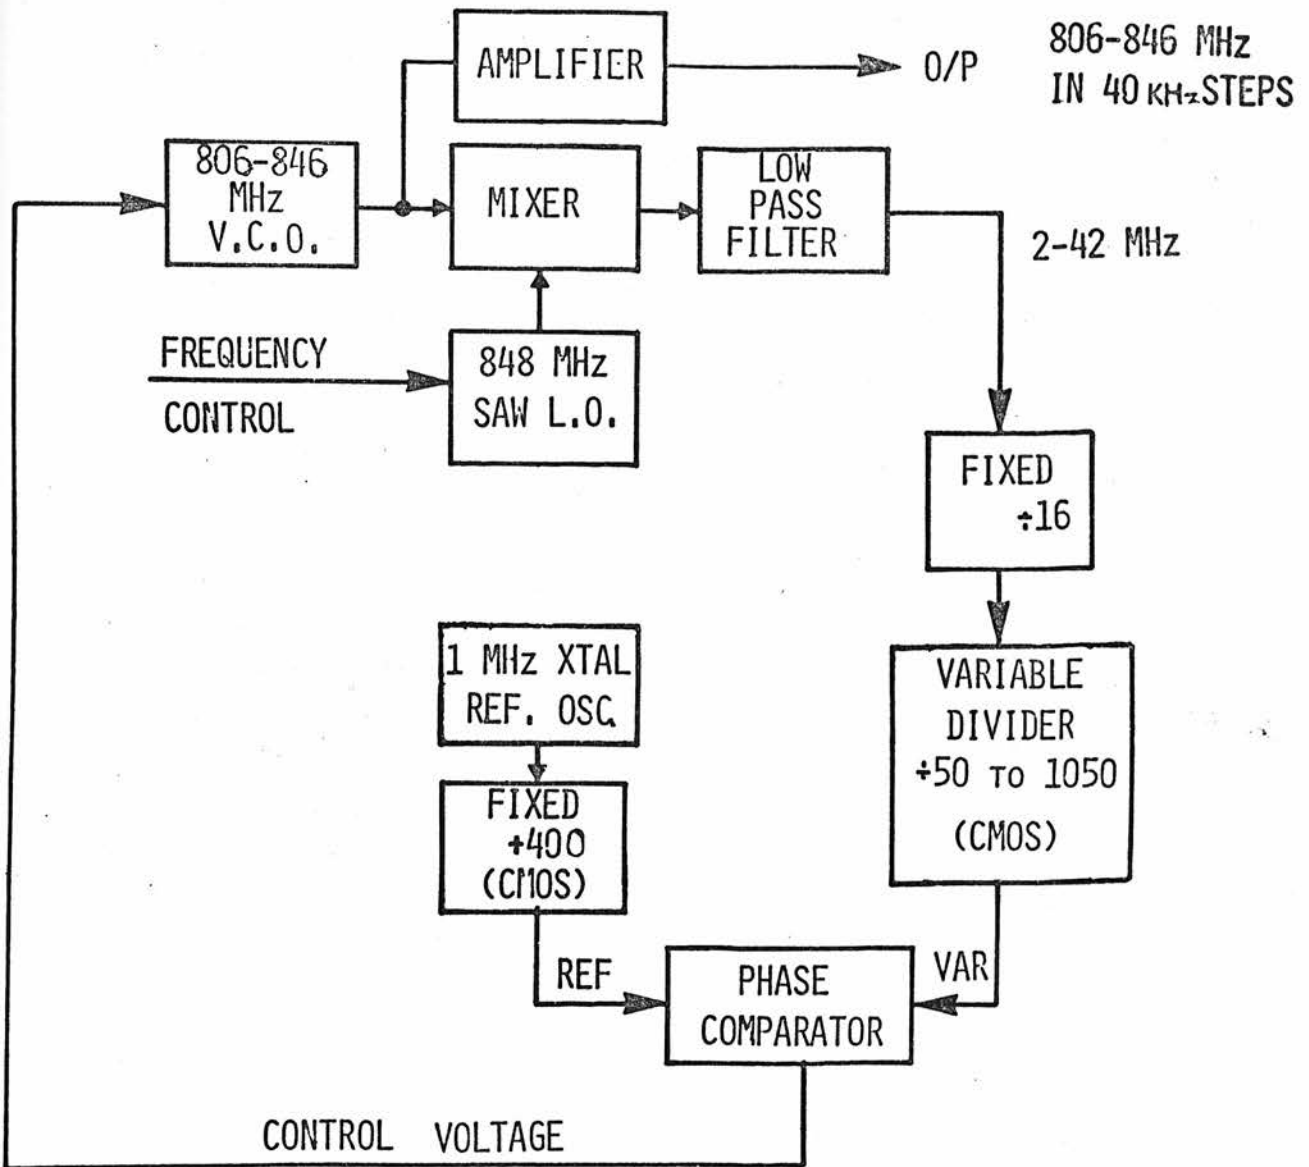 AMPLIFIER
O/P
806-846 MHz
IN 40 KHz STEPS
806-846
MHz
V.C.O.
MIXER
LOW
PASS
FILTER
2-42 MHz
FREQUENCY
CONTROL
848 MHz
SAW L.O.
FIXED
÷16
1 MHz XTAL
REF. OSC.
VARIABLE
DIVIDER
÷50 TO 1050
(CMOS)
FIXED
÷400
(CMOS)
REF
PHASE
COMPARATOR
VAR
CONTROL VOLTAGE